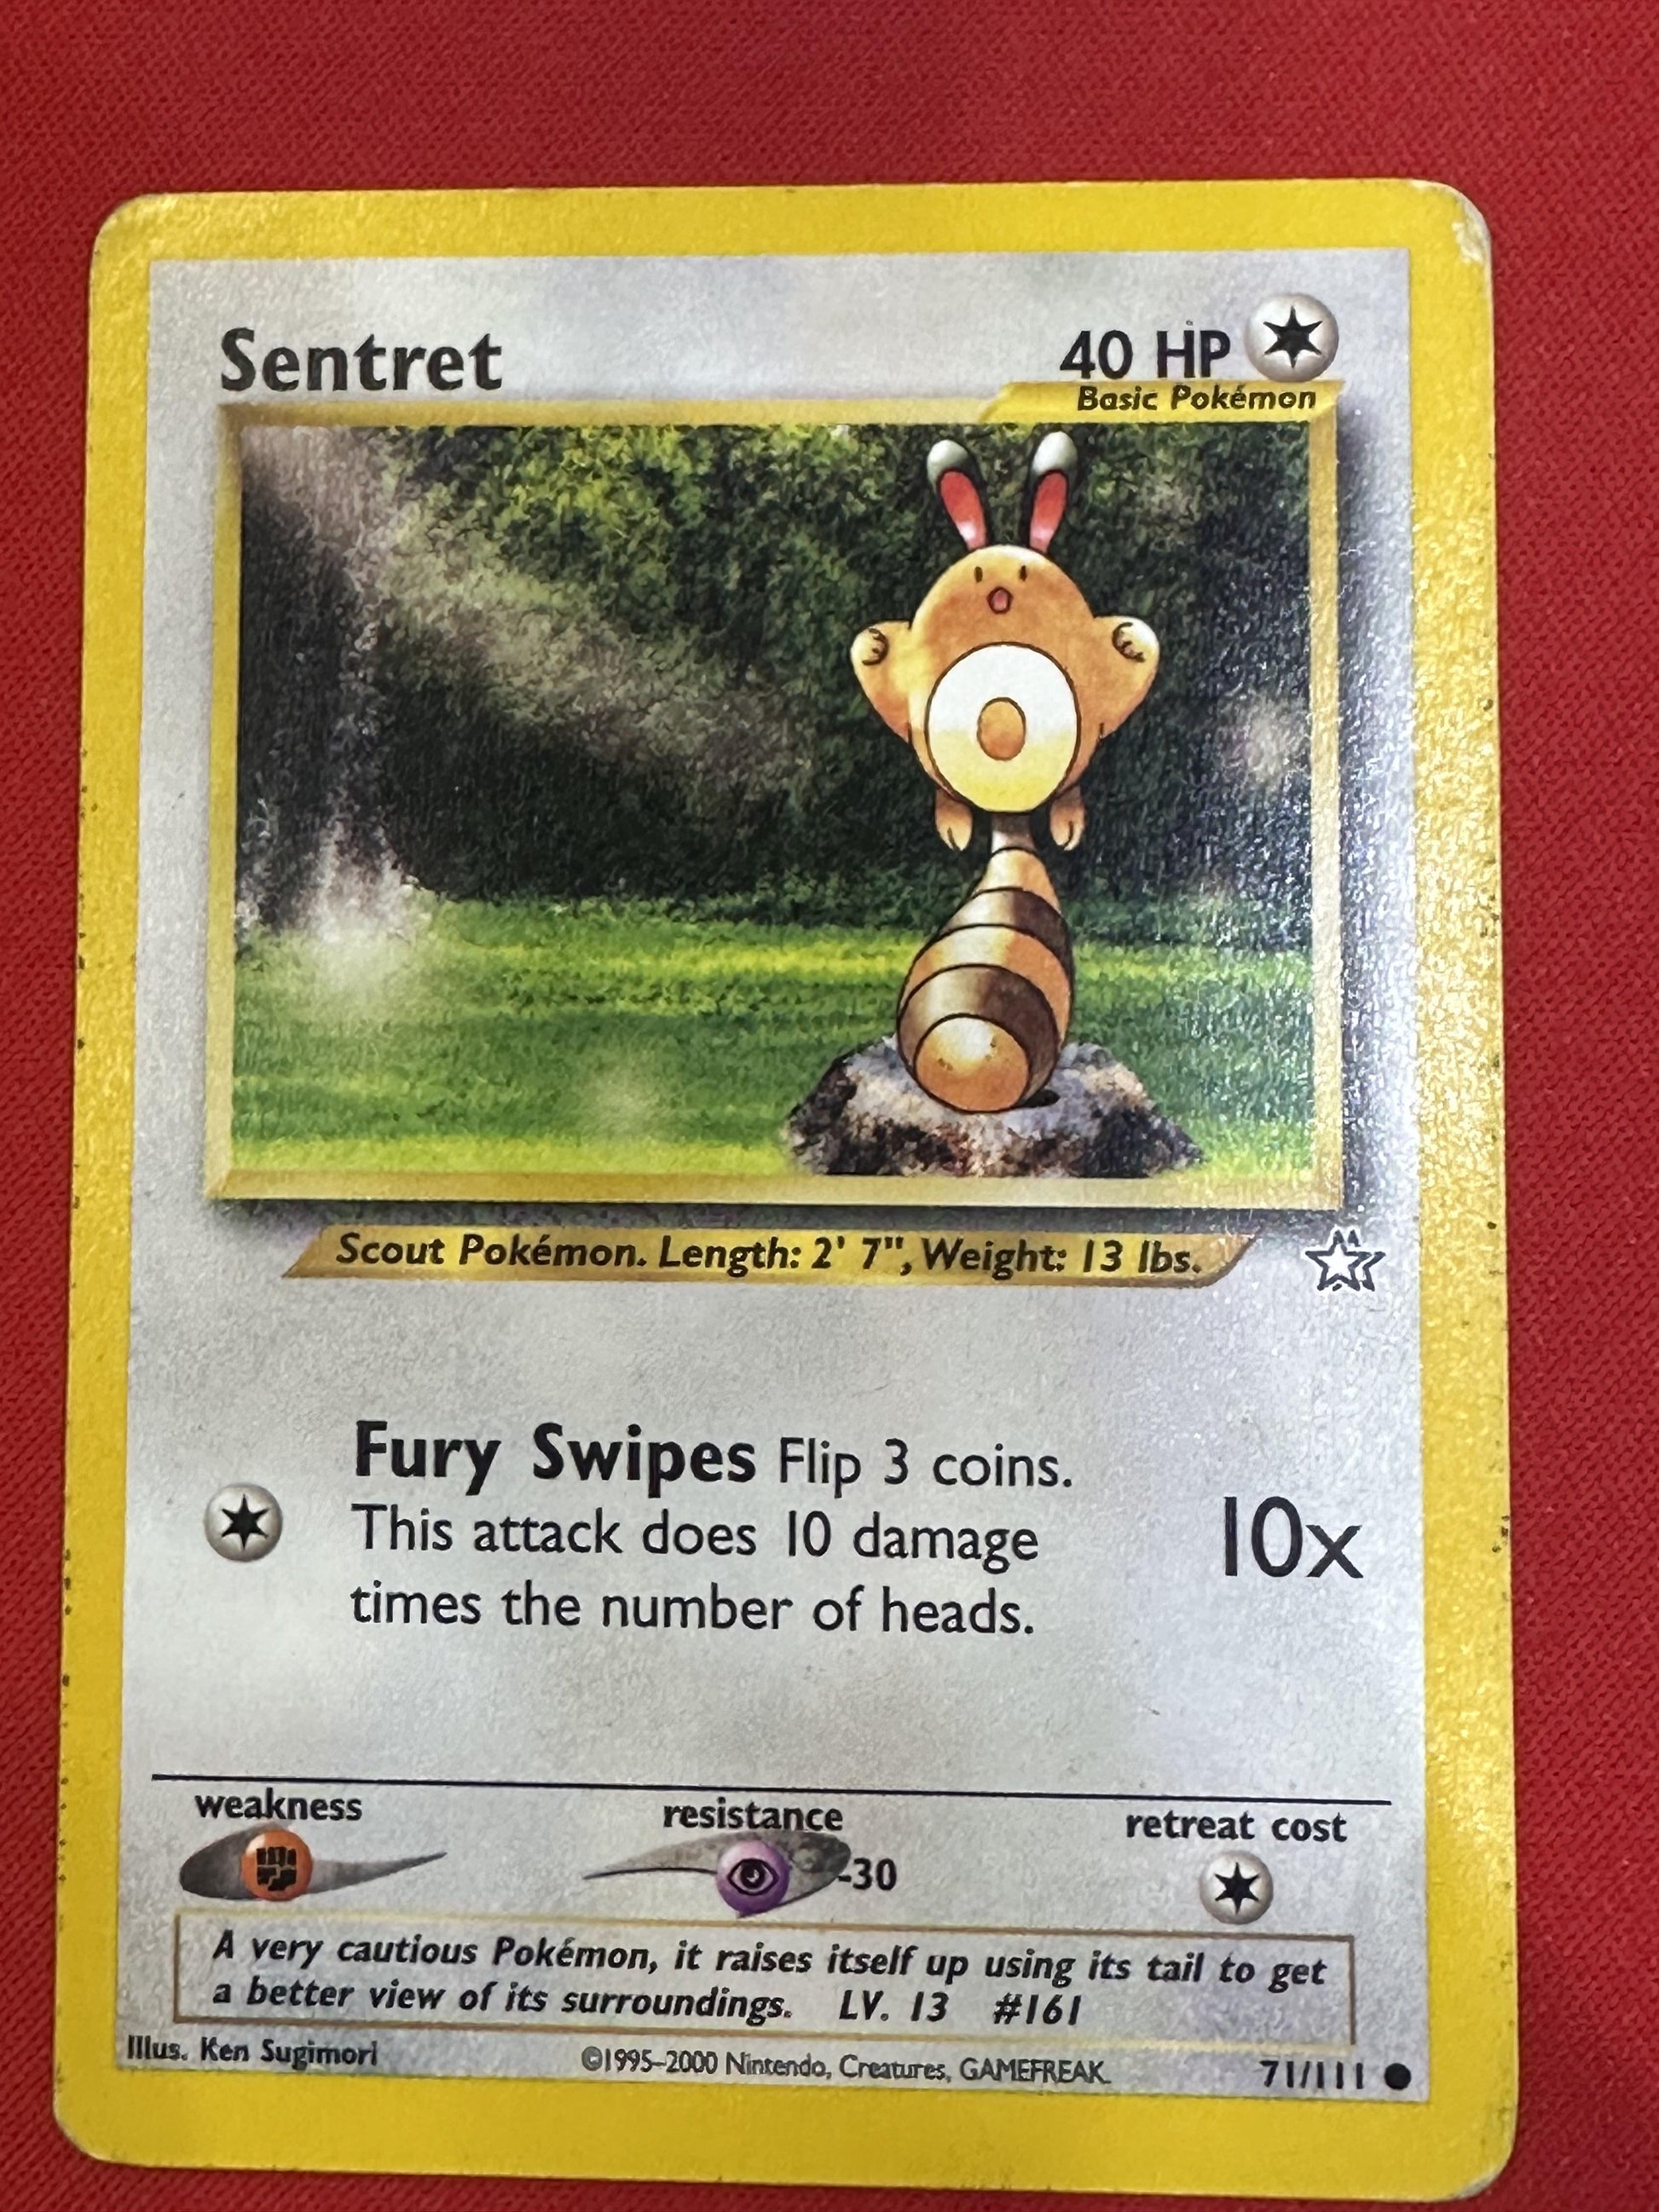 Sentret
40 HP
Basic Pokémon
Scout Pokémon. Length: 2' 7", Weight: 13 lbs.
Fury Swipes Flip 3 coins.
This attack does 10 damage
times the number of heads.
10x
weakness
resistance
retreat cost
-30
A very cautious Pokémon, it raises itself up using its tail to get
a better view of its surroundings. LV. 13 #161
Illus. Ken Sugimori
©1995–2000 Nintendo, Creatures, GAMEFREAK.
71/111